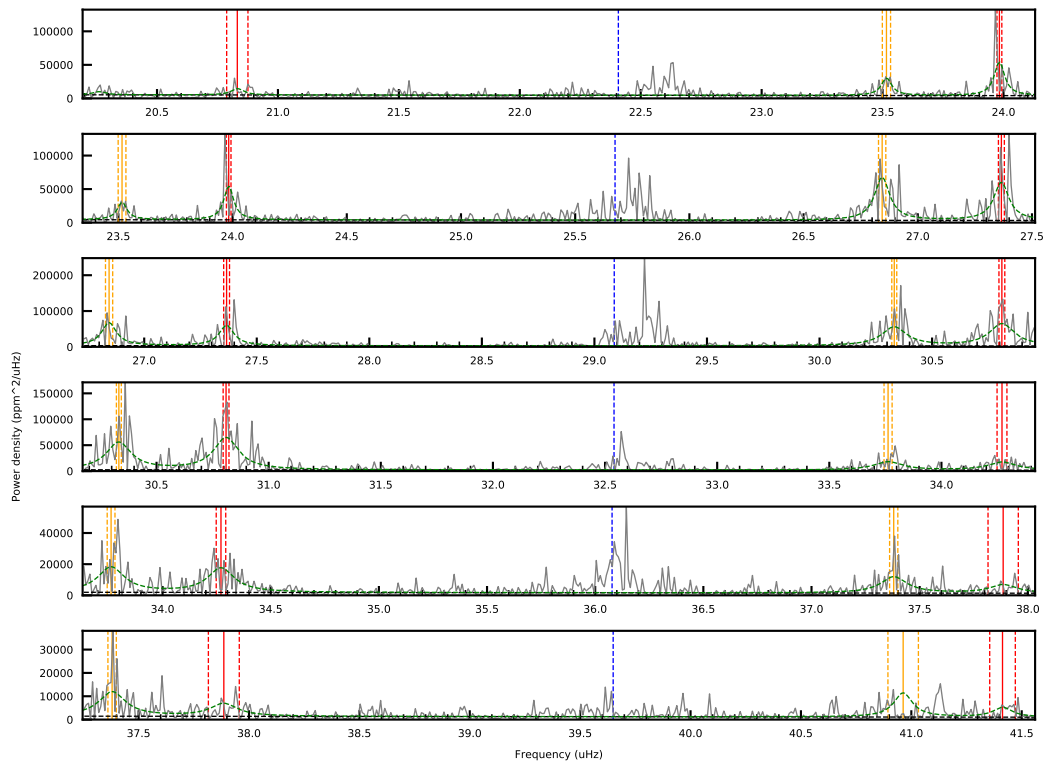 100000
50000
0
20.5 21.0 21.5 22.0 22.5 23.0 23.5 24.0
100000
50000
0
23.5 24.0 24.5 25.0 25.5 26.0 26.5 27.0 27.5
200000
100000
0
27.0 27.5 28.0 28.5 29.0 29.5 30.0 30.5
Power density (ppm^2/uHz)
150000
100000
50000
0
30.5 31.0 31.5 32.0 32.5 33.0 33.5 34.0
40000
20000
0
34.0 34.5 35.0 35.5 36.0 36.5 37.0 37.5 38.0
30000
20000
10000
0
37.5 38.0 38.5 39.0 39.5 40.0 40.5 41.0 41.5
Frequency (uHz)